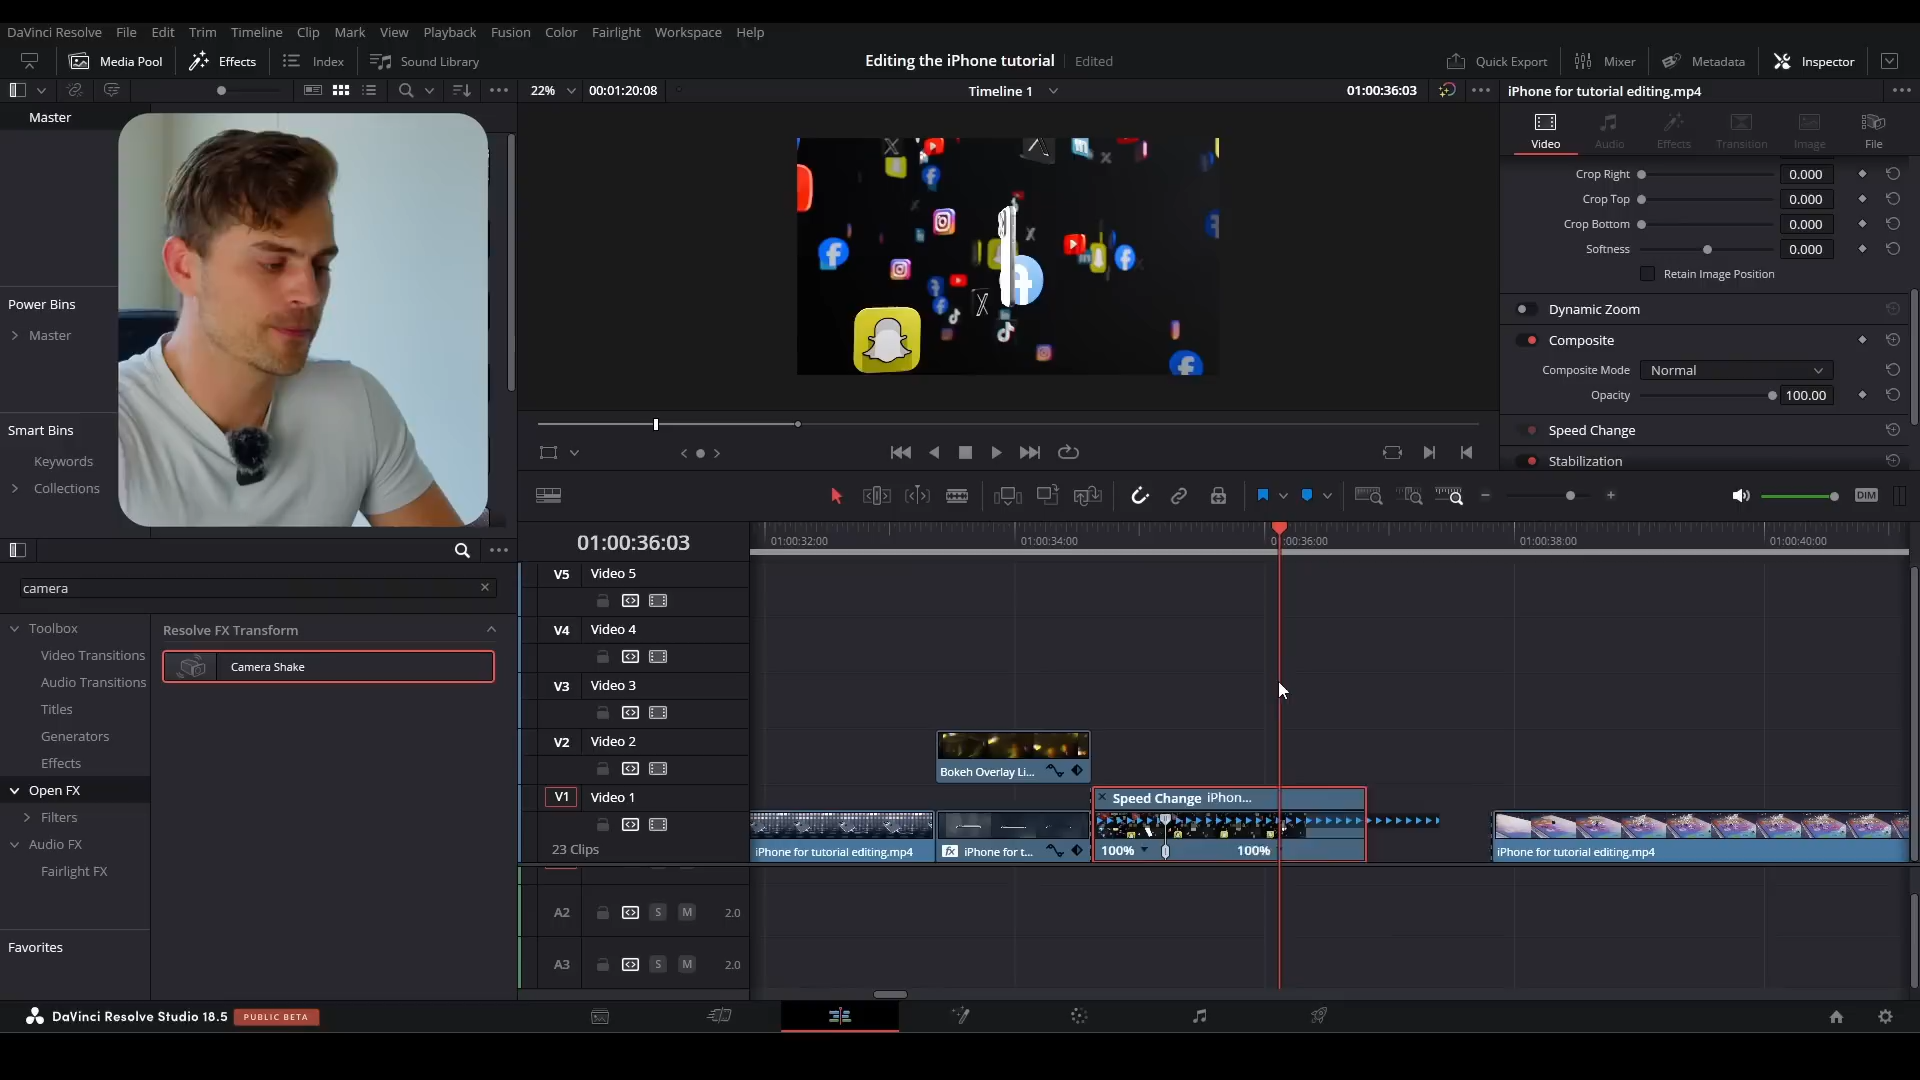 DaVinci Resolve File Edit Trim Timeline Clip Mark View Playback Fusion Color Fairlight Workspace Help
Media Pool Effects Index Sound Library Editing the iPhone tutorial Edited Quick Export Mixer Metadata Inspector
22% 00:01:20:08 Timeline 1 01:00:36:03 iPhone for tutorial editing.mp4
Master
Video Audio Effects Transition Image File
Crop Right 0.000
Crop Top 0.000
Crop Bottom 0.000
Softness 0.000
Retain Image Position
Power Bins
Master
Dynamic Zoom
Composite
Composite Mode Normal
Opacity 100.00
Smart Bins
Keywords
Collections
Speed Change
Stabilization
DIM
01:00:36:03
01:00:32:00 01:00:34:00 01:00:36:00 01:00:38:00 01:00:40:00
camera
Toolbox
Video Transitions
Audio Transitions
Titles
Generators
Effects
Open FX
Filters
Audio FX
Fairlight FX
Favorites
Resolve FX Transform
Camera Shake
V5 Video 5
V4 Video 4
V3 Video 3
V2 Video 2
V1 Video 1
23 Clips
Bokeh Overlay Li...
Speed Change iPhon...
100% 100%
iPhone for tutorial editing.mp4
fx iPhone for t...
iPhone for tutorial editing.mp4
A2 S M 2.0
A3 S M 2.0
DaVinci Resolve Studio 18.5 PUBLIC BETA